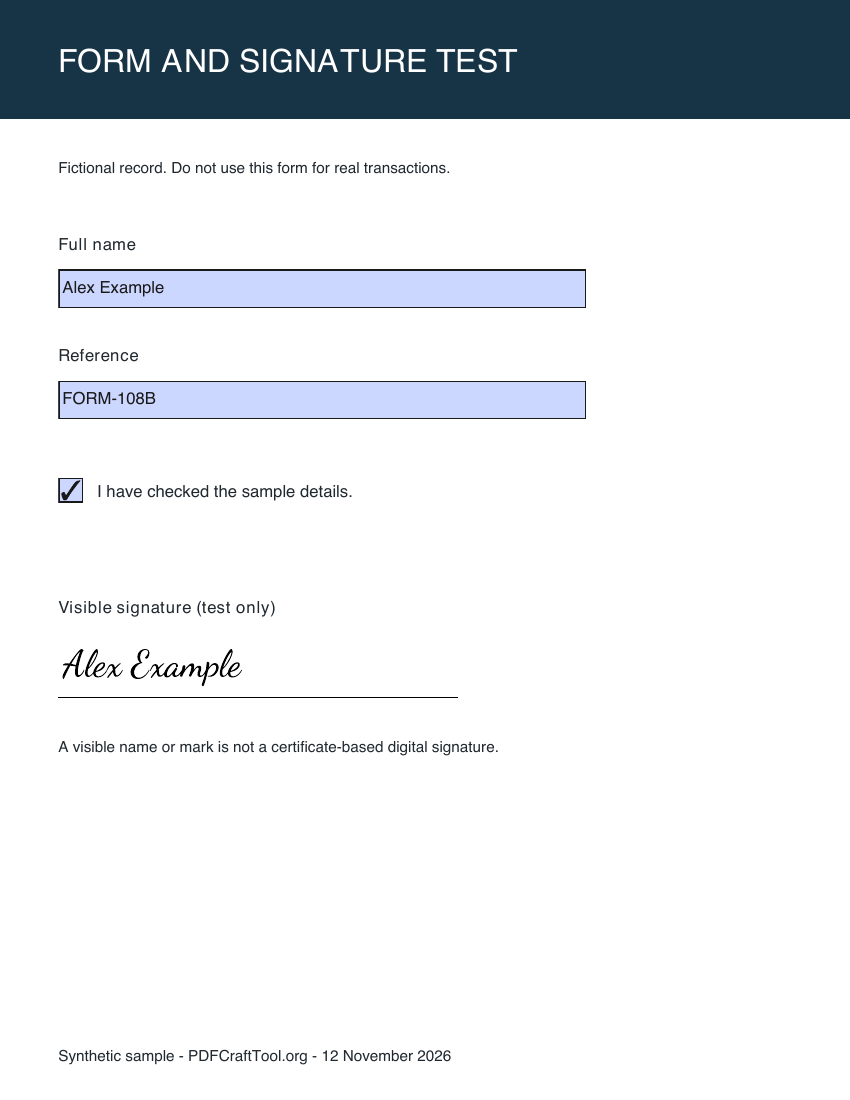 FORM AND SIGNATURE TEST
Fictional record. Do not use this form for real transactions.
Full name
Alex Example
Reference
FORM-108B
✓ I have checked the sample details.
Visible signature (test only)
Alex Example
A visible name or mark is not a certificate-based digital signature.
Synthetic sample - PDFCraftTool.org - 12 November 2026